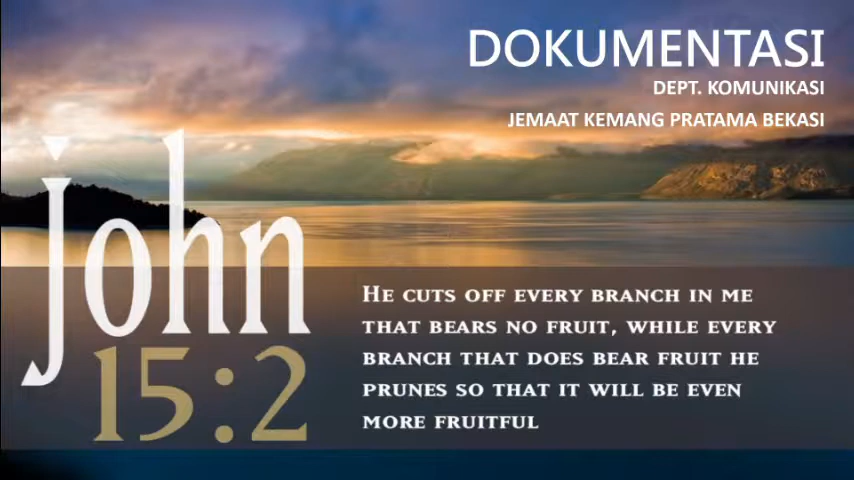 DOKUMENTASI
DEPT. KOMUNIKASI
JEMAAT KEMANG PRATAMA BEKASI
john
15:2
HE CUTS OFF EVERY BRANCH IN ME
THAT BEARS NO FRUIT, WHILE EVERY
BRANCH THAT DOES BEAR FRUIT HE
PRUNES SO THAT IT WILL BE EVEN
MORE FRUITFUL